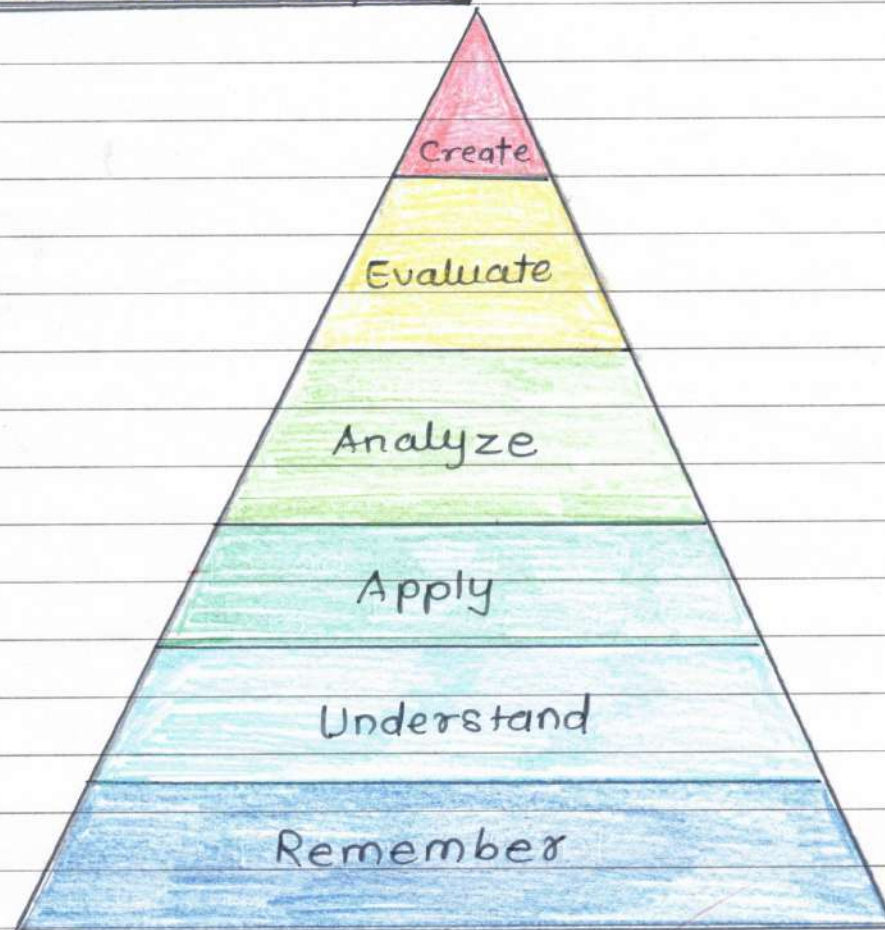 Create
Evaluate
Analyze
Apply
Understand
Remember